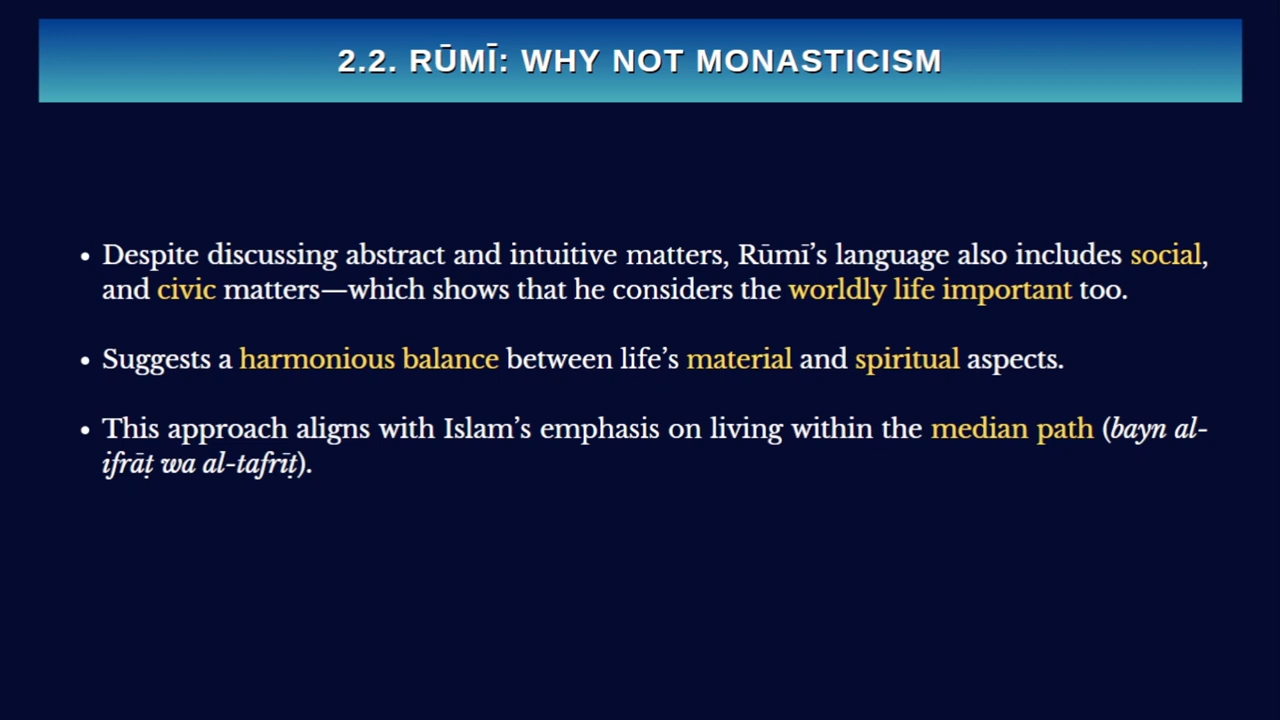 2.2. RŪMĪ: WHY NOT MONASTICISM
• Despite discussing abstract and intuitive matters, Rūmī’s language also includes social,
and civic matters—which shows that he considers the worldly life important too.
• Suggests a harmonious balance between life’s material and spiritual aspects.
• This approach aligns with Islam’s emphasis on living within the median path (bayn al-
ifrāṭ wa al-tafrīṭ).